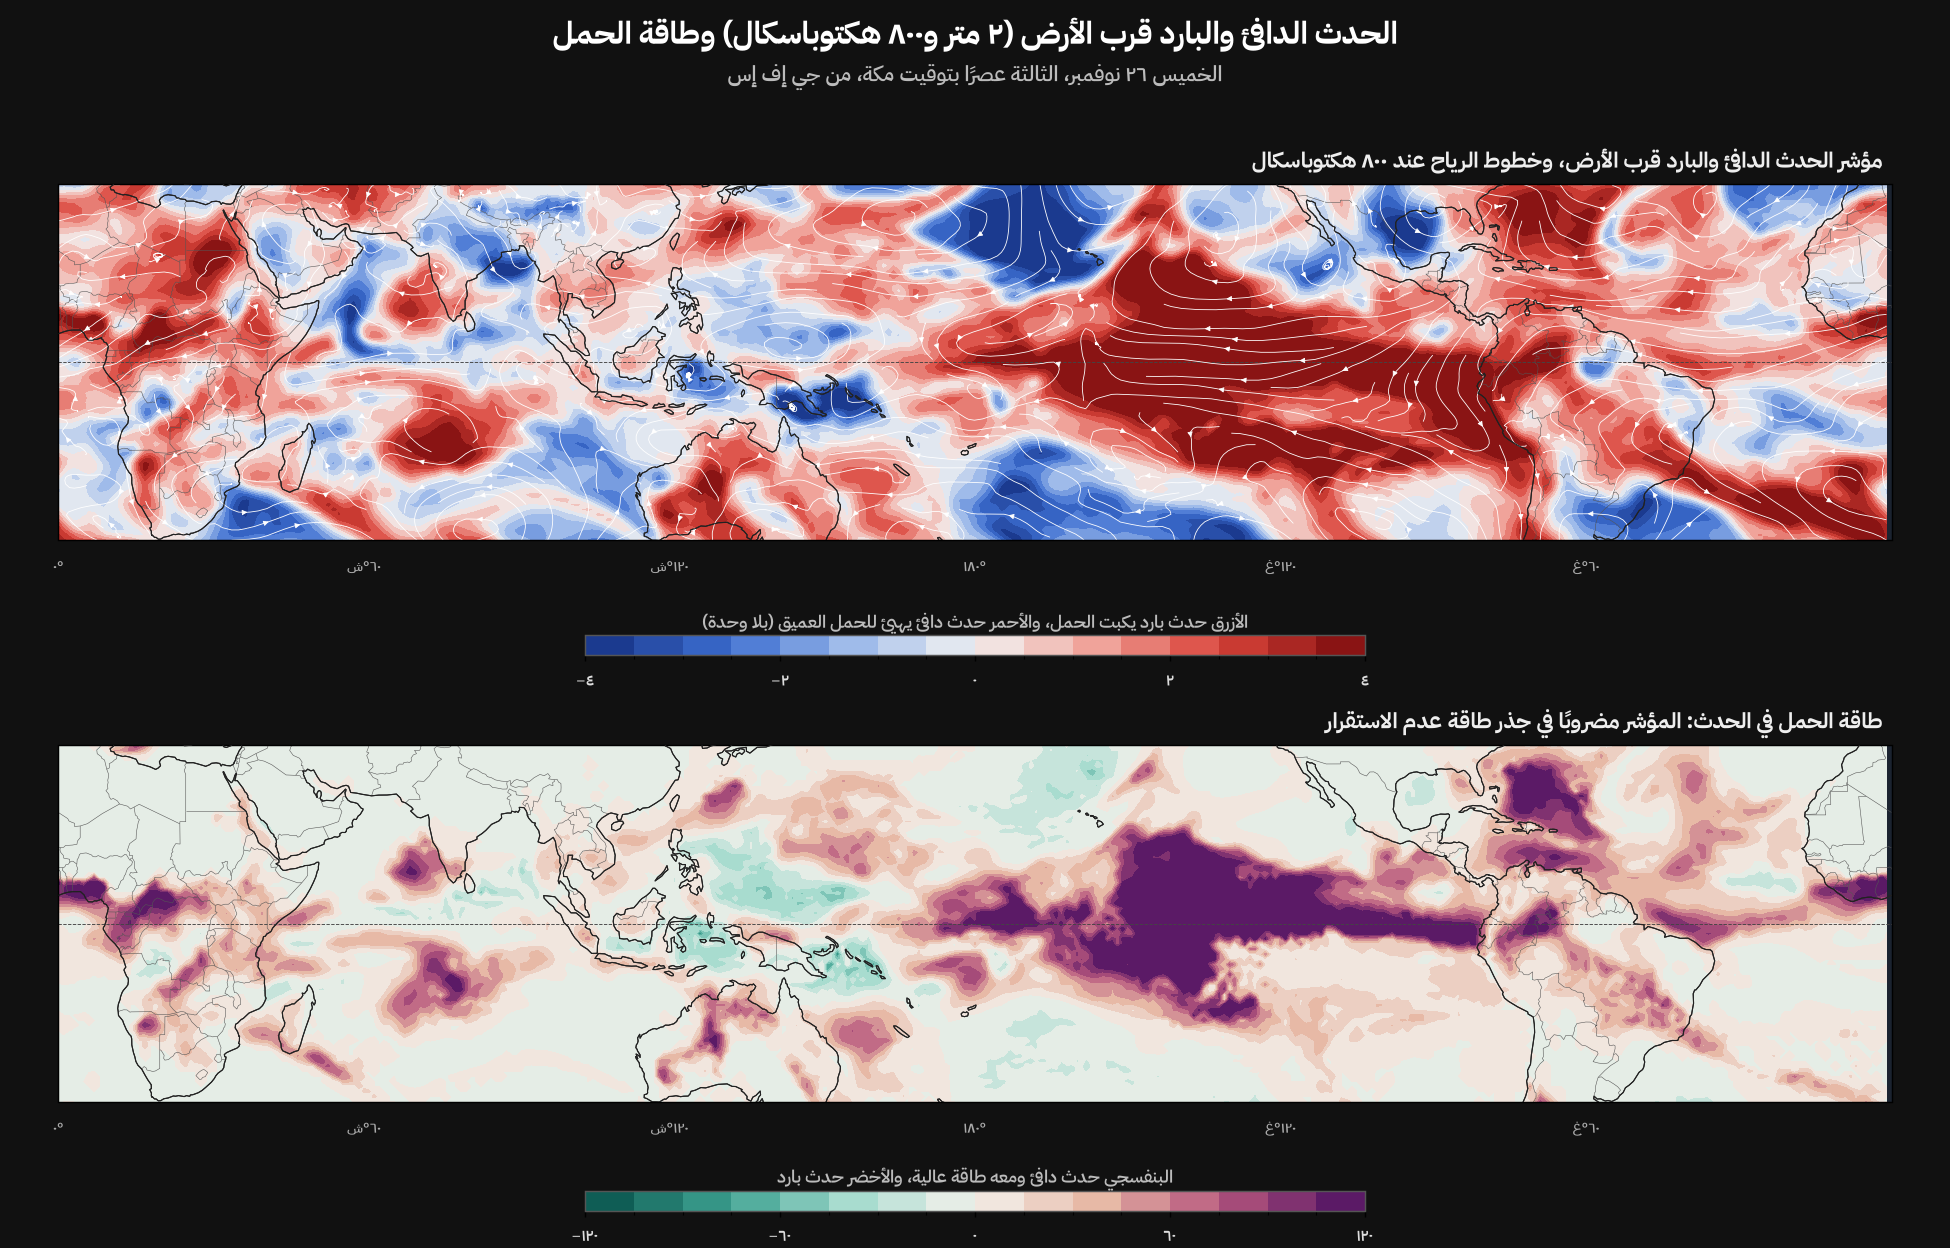 الحدث الدافئ والبارد قرب الأرض (٢ متر و٨٠٠ هكتوباسكال) وطاقة الحمل
الخميس ٢٦ نوفمبر، الثالثة عصرًا بتوقيت مكة، من جي إف إس
مؤشر الحدث الدافئ والبارد قرب الأرض، وخطوط الرياح عند ٨٠٠ هكتوباسكال
٠° ٦٠°ش ١٢٠°ش ١٨٠° ١٢٠°غ ٦٠°غ
الأزرق حدث بارد يكبت الحمل، والأحمر حدث دافئ يهيئ للحمل العميق (بلا وحدة)
−٤ −٢ ٠ ٢ ٤
طاقة الحمل في الحدث: المؤشر مضروبًا في جذر طاقة عدم الاستقرار
٠° ٦٠°ش ١٢٠°ش ١٨٠° ١٢٠°غ ٦٠°غ
البنفسجي حدث دافئ ومعه طاقة عالية، والأخضر حدث بارد
−١٢٠ −٦٠ ٠ ٦٠ ١٢٠